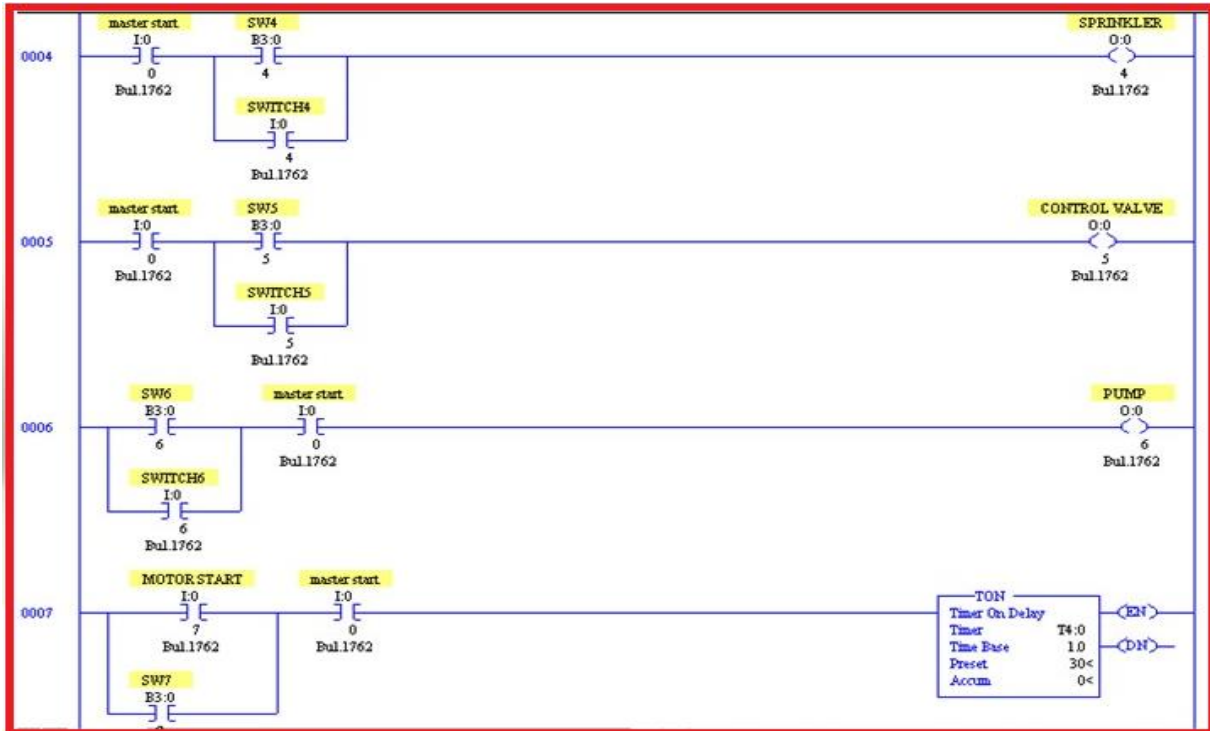 master start SW4 SPRINKLER
I:0 B3:0 O:0
0004
0 4 4
Bul.1762 Bul.1762
SWITCH4
I:0
4
Bul.1762
master start SW5 CONTROL VALVE
I:0 B3:0 O:0
0005
0 5 5
Bul.1762 Bul.1762
SWITCH5
I:0
5
Bul.1762
SW6 master start PUMP
B3:0 I:0 O:0
0006
6 0 6
Bul.1762 Bul.1762
SWITCH6
I:0
6
Bul.1762
MOTOR START master start
I:0 I:0 TON
0007 Timer On Delay EN
7 0 Timer T4:0
Bul.1762 Bul.1762 Time Base 1.0 DN
Preset 30<
SW7 Accum 0<
B3:0